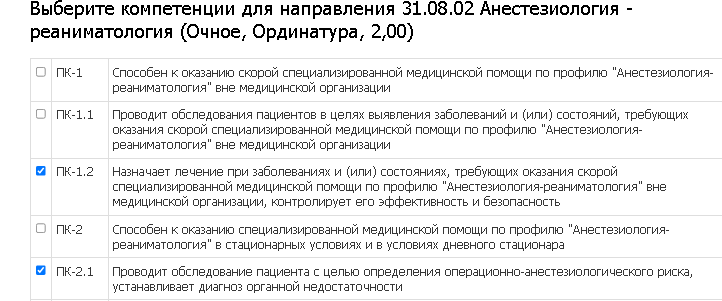 Выберите компетенции для направления 31.08.02 Анестезиология -
реаниматология (Очное, Ординатура, 2,00)
ПК-1 Способен к оказанию скорой специализированной медицинской помощи по профилю "Анестезиология-
реаниматология" вне медицинской организации
ПК-1.1 Проводит обследования пациентов в целях выявления заболеваний и (или) состояний, требующих
оказания скорой специализированной медицинской помощи по профилю "Анестезиология-
реаниматология" вне медицинской организации
ПК-1.2 Назначает лечение при заболеваниях и (или) состояниях, требующих оказания скорой
специализированной медицинской помощи по профилю "Анестезиология-реаниматология" вне
медицинской организации, контролирует его эффективность и безопасность
ПК-2 Способен к оказанию специализированной медицинской помощи по профилю "Анестезиология-
реаниматология" в стационарных условиях и в условиях дневного стационара
ПК-2.1 Проводит обследование пациента с целью определения операционно-анестезиологического риска,
устанавливает диагноз органной недостаточности